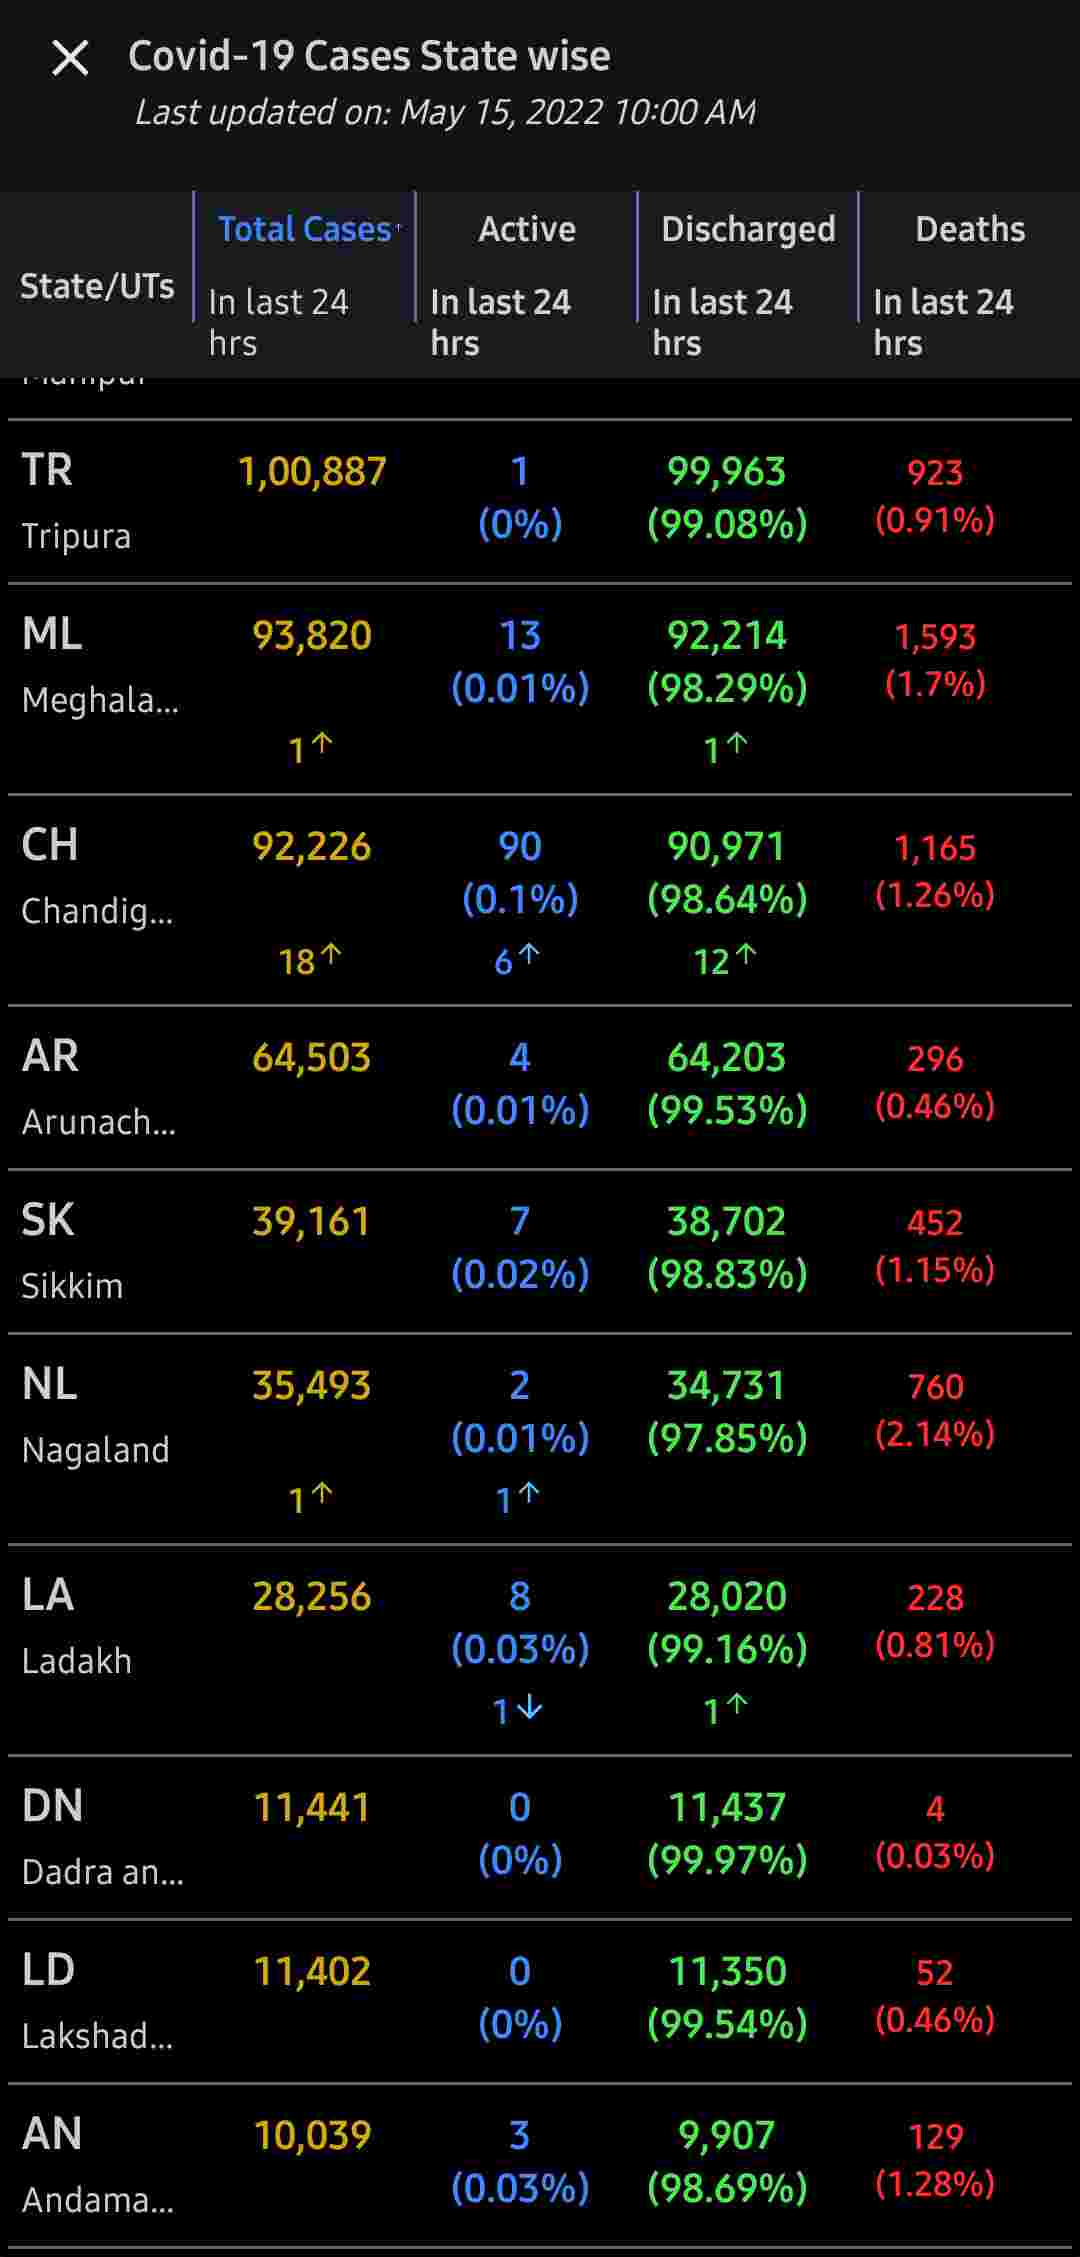 Covid-19 Cases State wise
Last updated on: May 15, 2022 10:00 AM
State/UTs
Total Cases↑ Active Discharged Deaths
In last 24 hrs In last 24 hrs In last 24 hrs In last 24 hrs
Manipur
TR 1,00,887 1 99,963 923
Tripura (0%) (99.08%) (0.91%)
ML 93,820 13 92,214 1,593
Meghala... (0.01%) (98.29%) (1.7%)
1↑ 1↑
CH 92,226 90 90,971 1,165
Chandig... (0.1%) (98.64%) (1.26%)
18↑ 6↑ 12↑
AR 64,503 4 64,203 296
Arunach... (0.01%) (99.53%) (0.46%)
SK 39,161 7 38,702 452
Sikkim (0.02%) (98.83%) (1.15%)
NL 35,493 2 34,731 760
Nagaland (0.01%) (97.85%) (2.14%)
1↑ 1↑
LA 28,256 8 28,020 228
Ladakh (0.03%) (99.16%) (0.81%)
1↓ 1↑
DN 11,441 0 11,437 4
Dadra an... (0%) (99.97%) (0.03%)
LD 11,402 0 11,350 52
Lakshad... (0%) (99.54%) (0.46%)
AN 10,039 3 9,907 129
Andama... (0.03%) (98.69%) (1.28%)